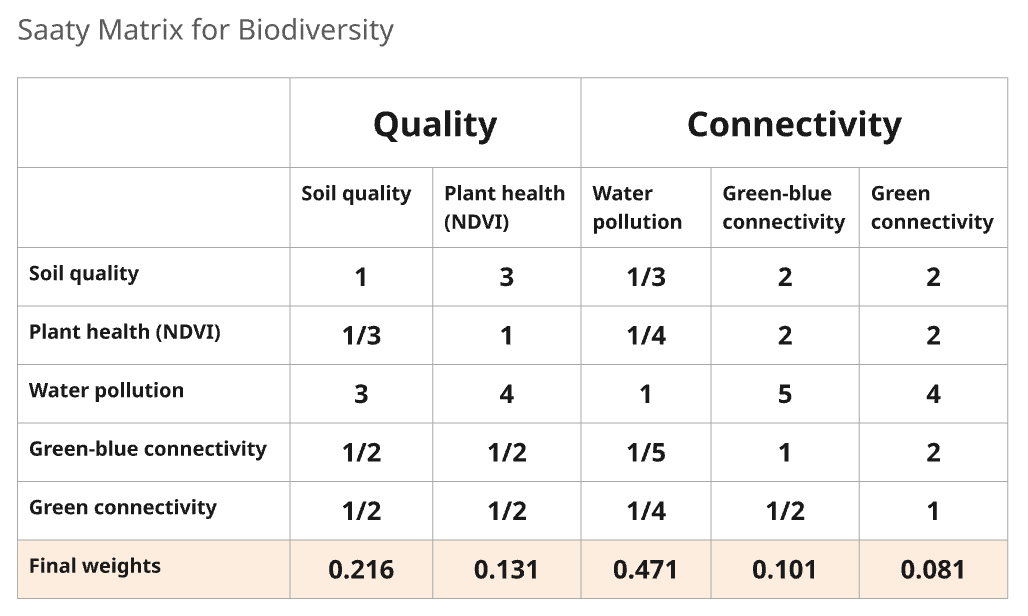 Saaty Matrix for Biodiversity
Quality Connectivity
Soil quality Plant health (NDVI) Water pollution Green-blue connectivity Green connectivity
Soil quality 1 3 1/3 2 2
Plant health (NDVI) 1/3 1 1/4 2 2
Water pollution 3 4 1 5 4
Green-blue connectivity 1/2 1/2 1/5 1 2
Green connectivity 1/2 1/2 1/4 1/2 1
Final weights 0.216 0.131 0.471 0.101 0.081